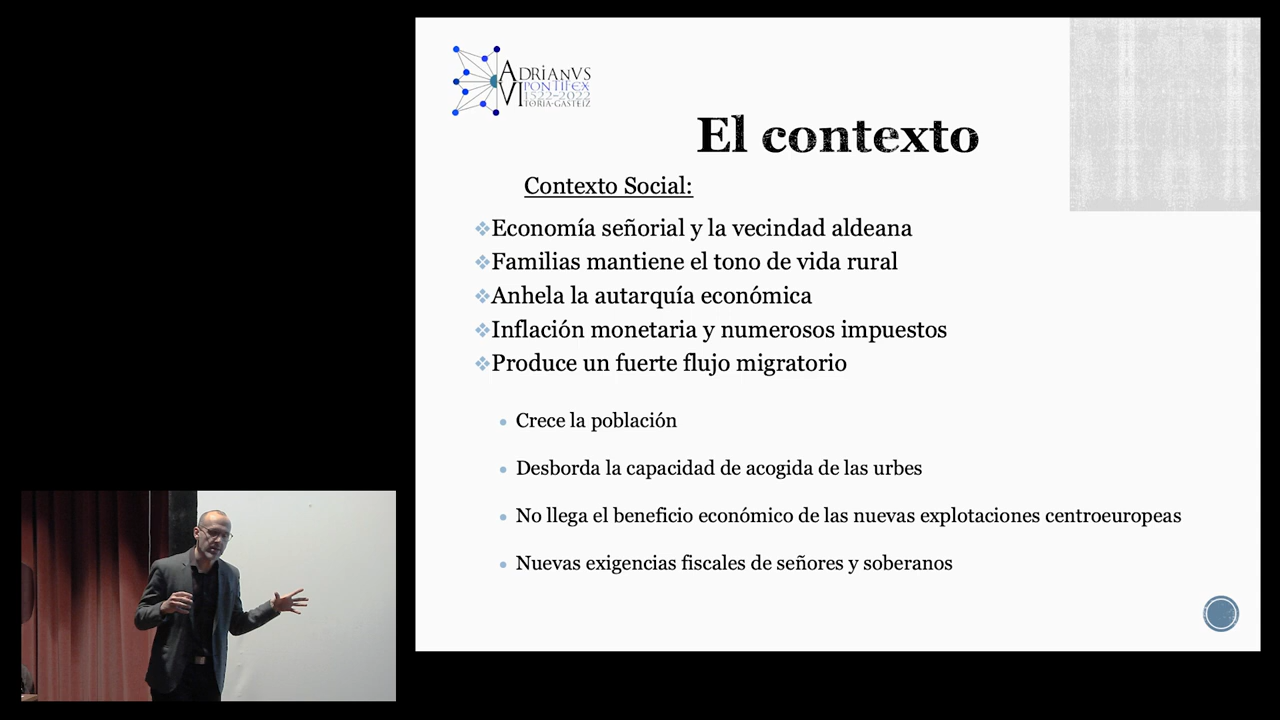 ADRIANVS
VI PONTIFEX
1522-2022
VITORIA-GASTEIZ
El contexto
Contexto Social:
Economía señorial y la vecindad aldeana
Familias mantiene el tono de vida rural
Anhela la autarquía económica
Inflación monetaria y numerosos impuestos
Produce un fuerte flujo migratorio
Crece la población
Desborda la capacidad de acogida de las urbes
No llega el beneficio económico de las nuevas explotaciones centroeuropeas
Nuevas exigencias fiscales de señores y soberanos